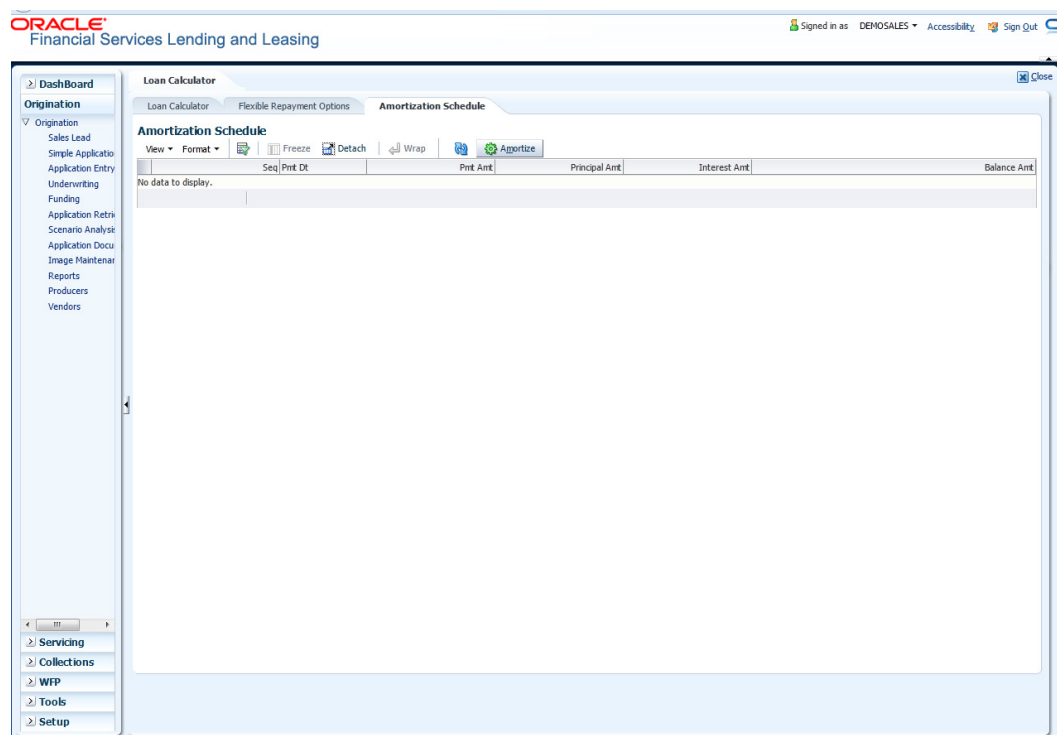 ORACLE
Financial Services Lending and Leasing
Signed in as DEMOSALES Accessibility Sign Out
Close
DashBoard
Origination
Origination
Sales Lead
Simple Applicatio
Application Entry
Underwriting
Funding
Application Retri
Scenario Analysis
Application Docu
Image Maintenan
Reports
Producers
Vendors
Servicing
Collections
WFP
Tools
Setup
Loan Calculator
Loan Calculator Flexible Repayment Options Amortization Schedule
Amortization Schedule
View Format Freeze Detach Wrap Amortize
Seq Pmt Dt Pmt Amt Principal Amt Interest Amt Balance Amt
No data to display.